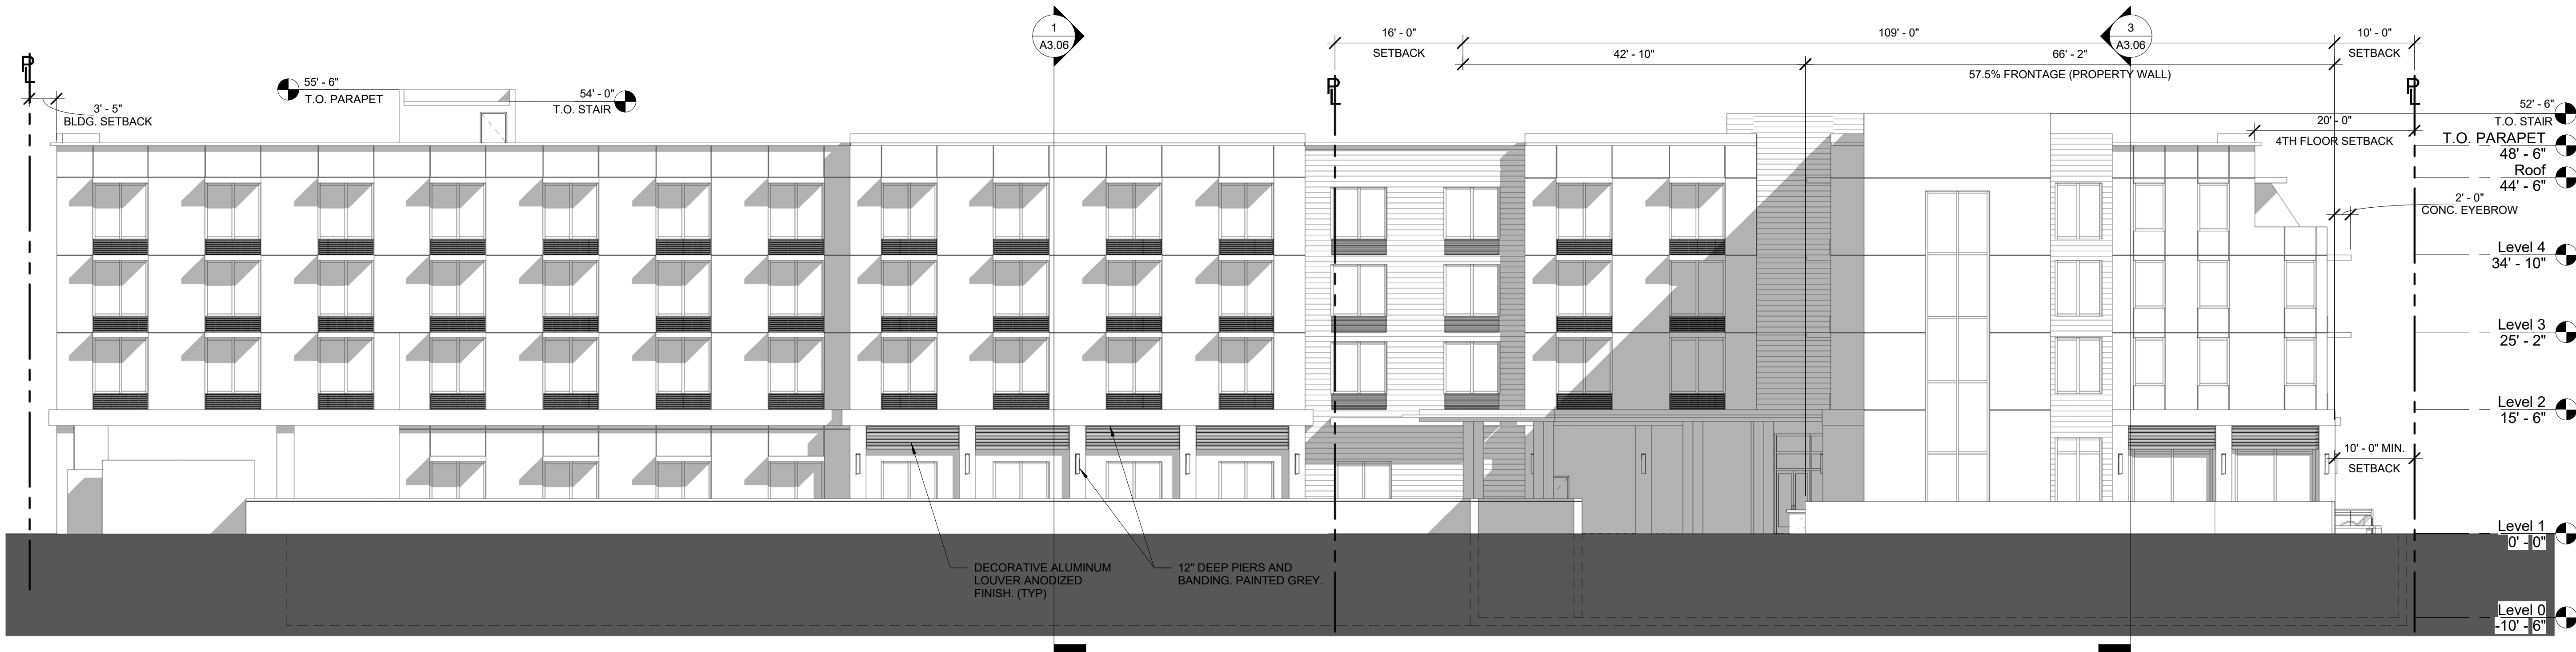 1
A3.06
3
A3.06
16' - 0"
SETBACK
109' - 0"
10' - 0"
SETBACK
42' - 10"
66' - 2"
57.5% FRONTAGE (PROPERTY WALL)
PL
PL
PL
3' - 5"
BLDG. SETBACK
55' - 6"
T.O. PARAPET
54' - 0"
T.O. STAIR
52' - 6"
T.O. STAIR
20' - 0"
4TH FLOOR SETBACK
T.O. PARAPET
48' - 6"
Roof
44' - 6"
2' - 0"
CONC. EYEBROW
Level 4
34' - 10"
Level 3
25' - 2"
Level 2
15' - 6"
10' - 0" MIN.
SETBACK
Level 1
0' - 0"
DECORATIVE ALUMINUM
LOUVER ANODIZED
FINISH. (TYP)
12" DEEP PIERS AND
BANDING. PAINTED GREY.
Level 0
-10' - 6"